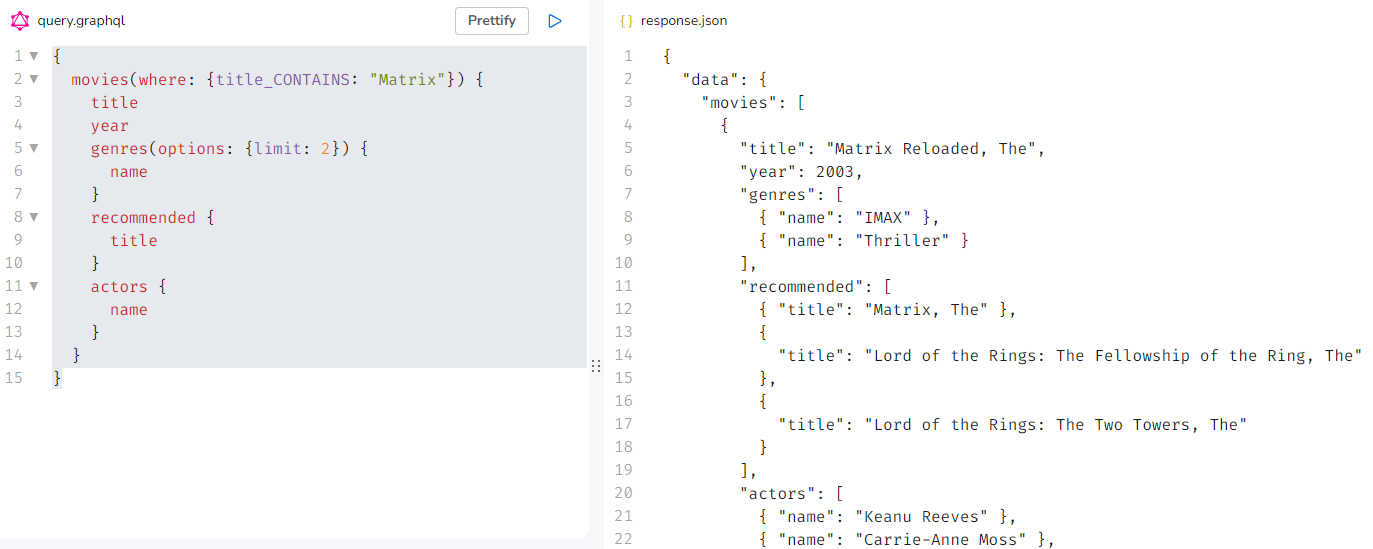 query.graphql
Prettify
1 {
2 movies(where: {title_CONTAINS: "Matrix"}) {
3 title
4 year
5 genres(options: {limit: 2}) {
6 name
7 }
8 recommended {
9 title
10 }
11 actors {
12 name
13 }
14 }
15 }
{} response.json
1 {
2 "data": {
3 "movies": [
4 {
5 "title": "Matrix Reloaded, The",
6 "year": 2003,
7 "genres": [
8 { "name": "IMAX" },
9 { "name": "Thriller" }
10 ],
11 "recommended": [
12 { "title": "Matrix, The" },
13 {
14 "title": "Lord of the Rings: The Fellowship of the Ring, The"
15 },
16 {
17 "title": "Lord of the Rings: The Two Towers, The"
18 }
19 ],
20 "actors": [
21 { "name": "Keanu Reeves" },
22 { "name": "Carrie-Anne Moss" },